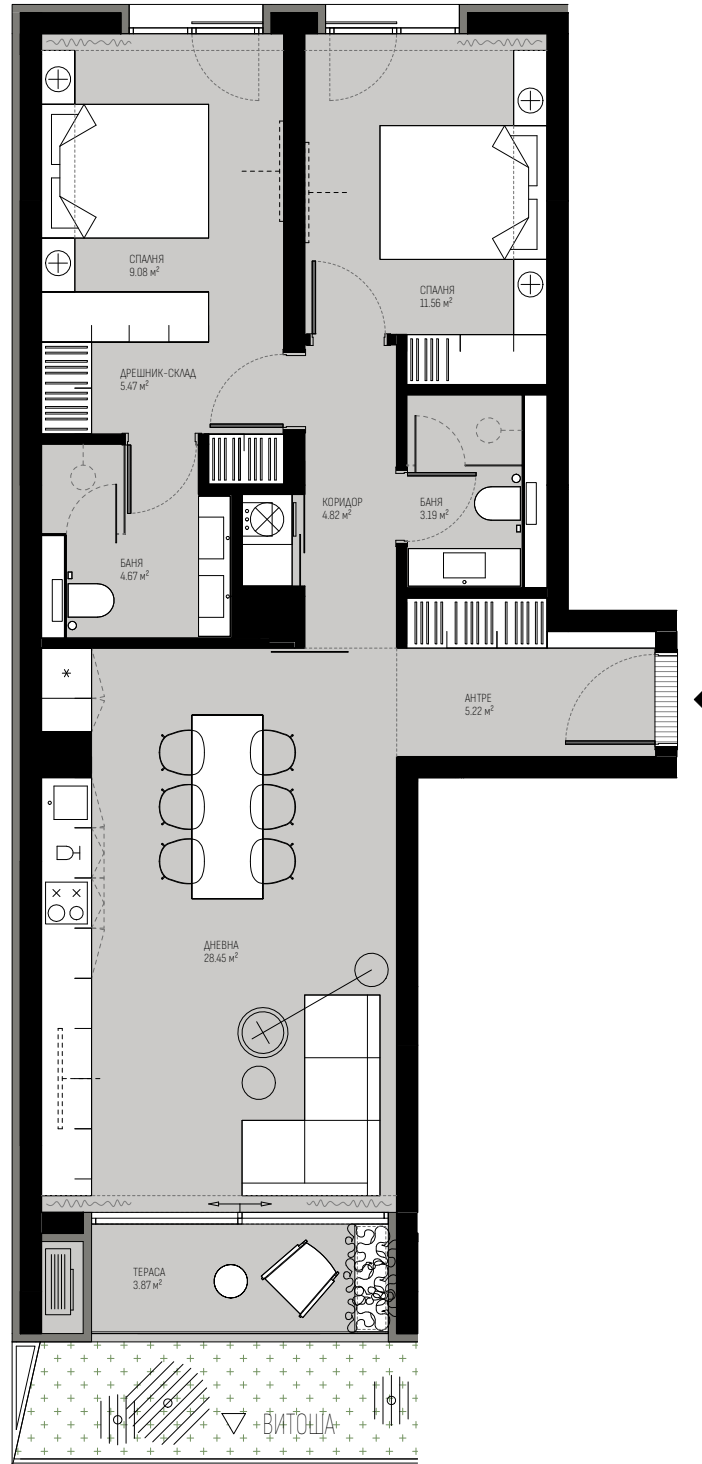 СПАЛНЯ
9.08 м²
СПАЛНЯ
11.56 м²
ДРЕШНИК-СКЛАД
5.47 м²
КОРИДОР
4.82 м²
БАНЯ
3.19 м²
БАНЯ
4.67 м²
АНТРЕ
5.22 м²
ДНЕВНА
28.45 м²
ТЕРАСА
3.87 м²
ВИТОША